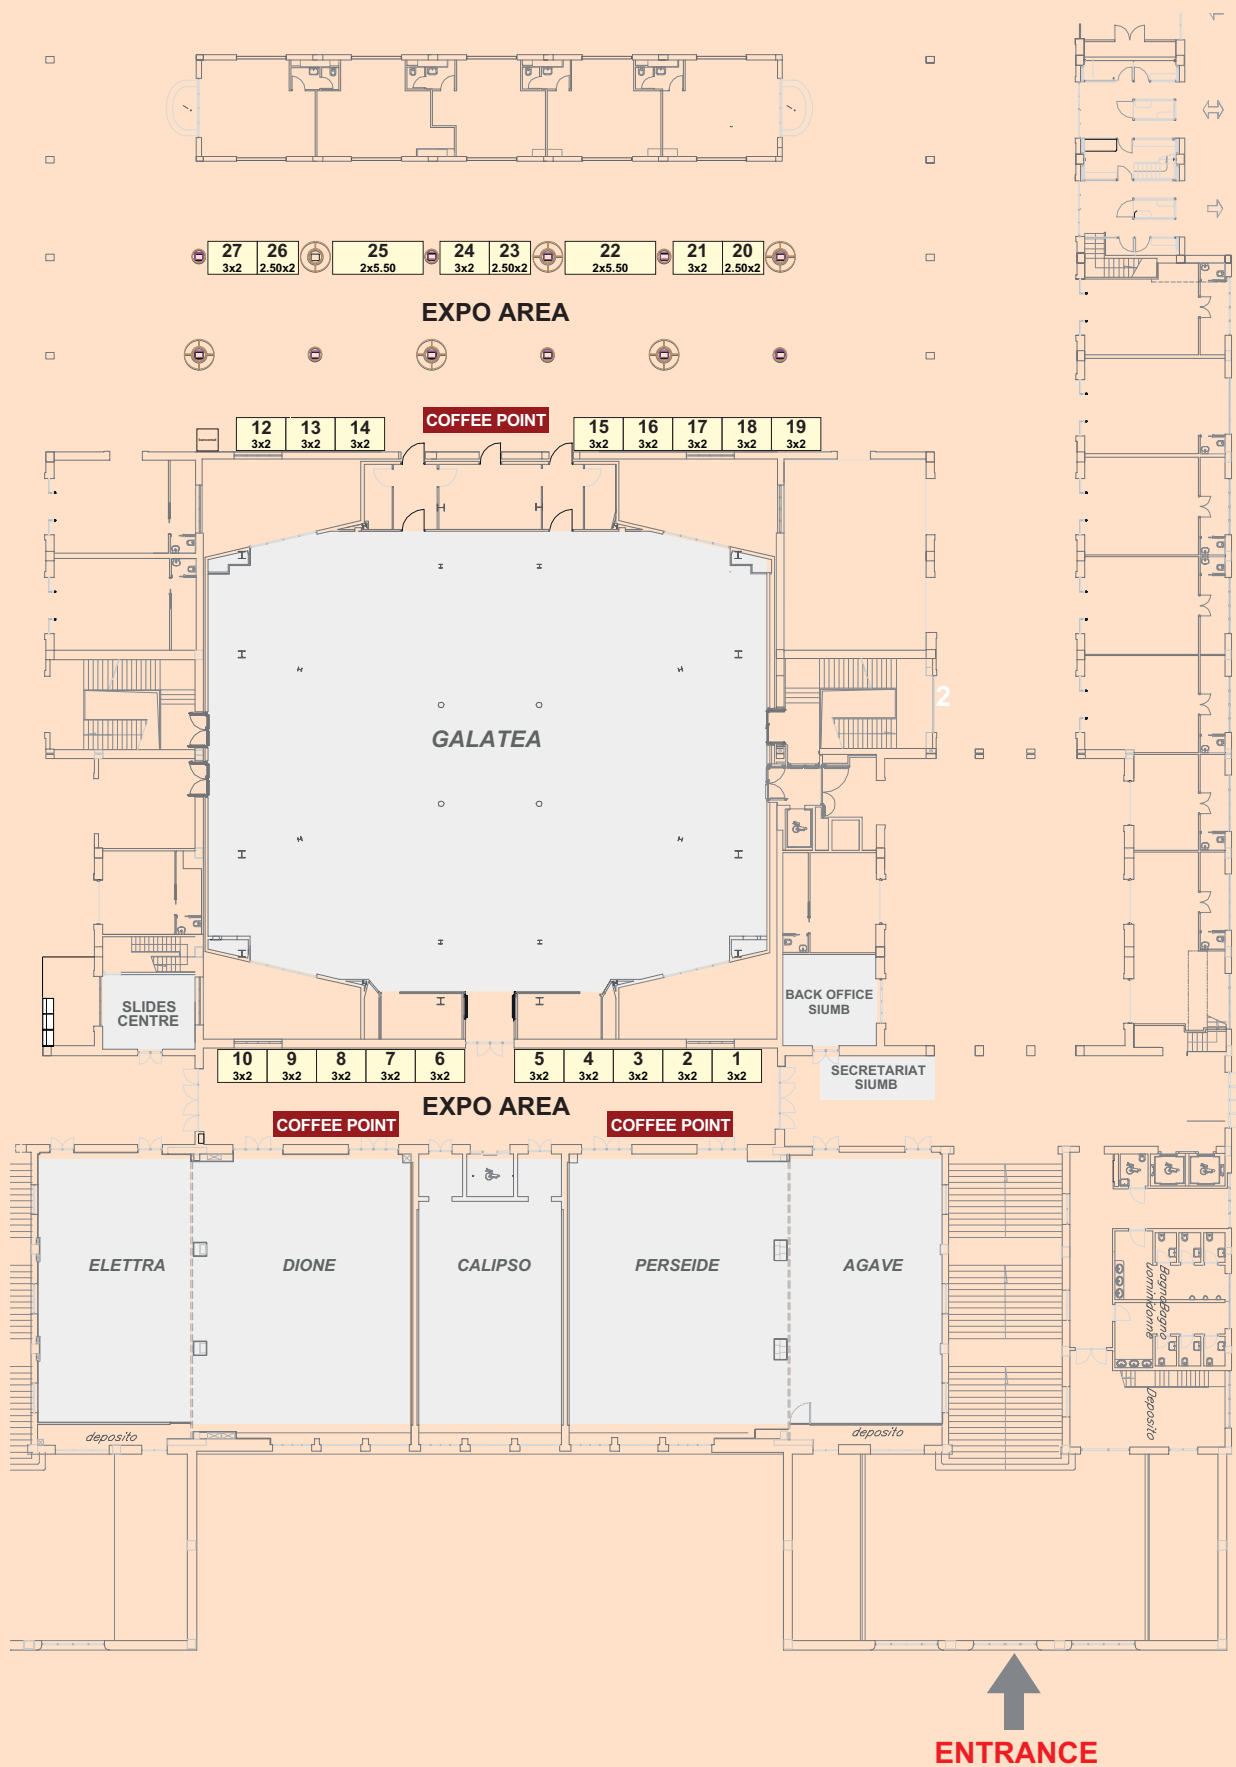 27 26 25 24 23 22 21 20
3x2 2.50x2 2x5.50 3x2 2.50x2 2x5.50 3x2 2.50x2
EXPO AREA
COFFEE POINT
12 13 14 15 16 17 18 19
3x2 3x2 3x2 3x2 3x2 3x2 3x2 3x2
2
GALATEA
SLIDES
CENTRE
BACK OFFICE
SIUMB
10 9 8 7 6 5 4 3 2 1
3x2 3x2 3x2 3x2 3x2 3x2 3x2 3x2 3x2 3x2
SECRETARIAT
SIUMB
EXPO AREA
COFFEE POINT COFFEE POINT
ELETTRA DIONE CALIPSO PERSEIDE AGAVE
Bagno Bagno
uomini donne
Deposito
deposito deposito
ENTRANCE